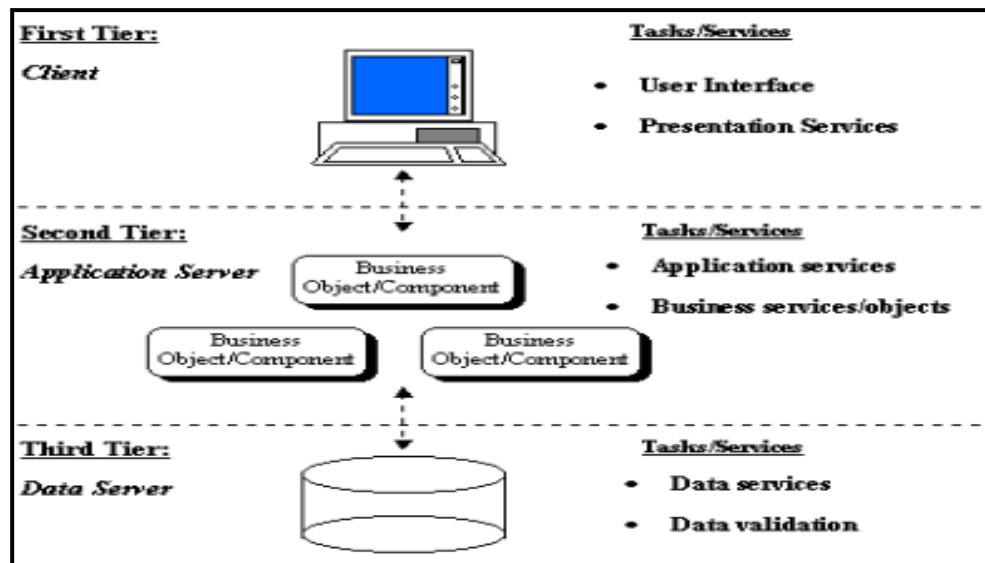 First Tier:
Client
Tasks/Services
• User Interface
• Presentation Services
Second Tier:
Application Server
Business
Object/Component
Business
Object/Component
Business
Object/Component
Tasks/Services
• Application services
• Business services/objects
Third Tier:
Data Server
Tasks/Services
• Data services
• Data validation